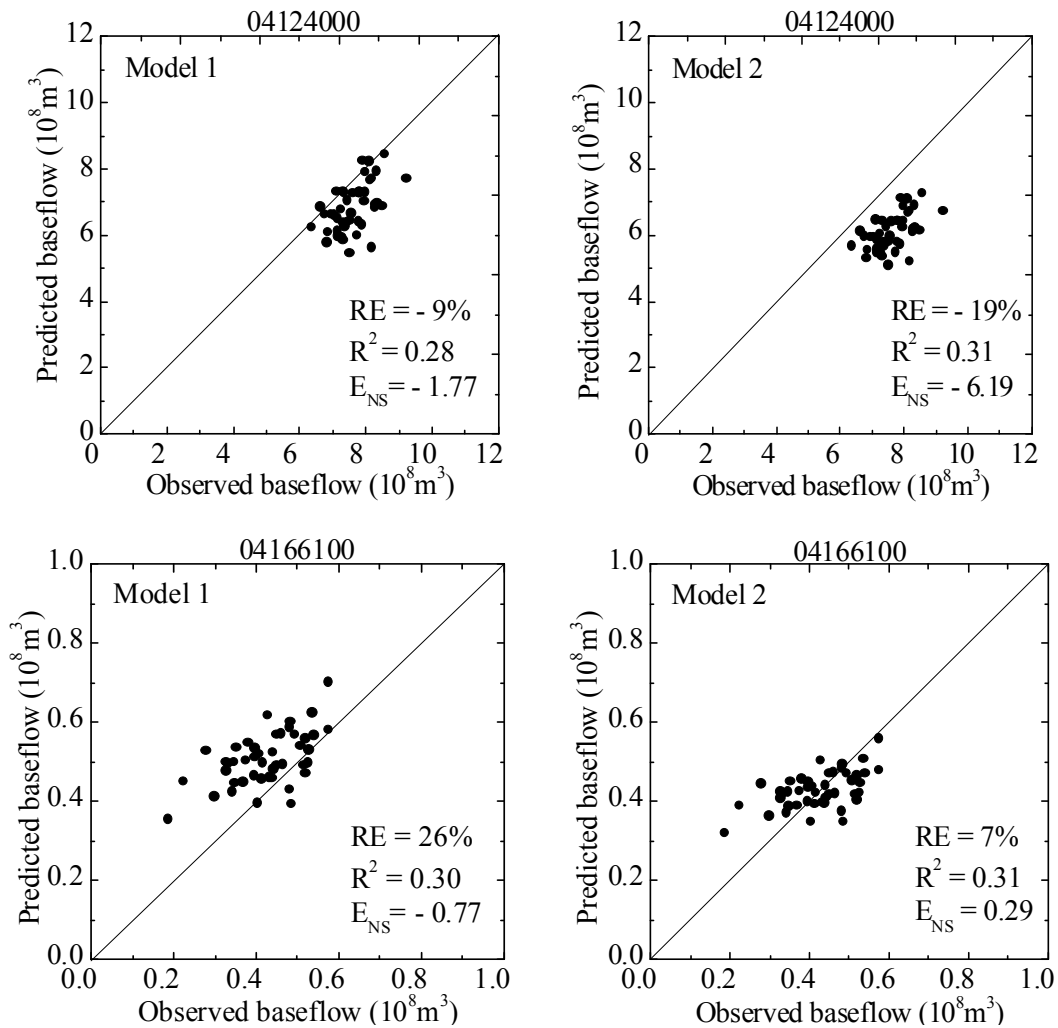 04124000
12
10
8
6
4
2
0
Predicted baseflow (10⁸m³)
Model 1
RE = - 9%
R² = 0.28
E_NS = - 1.77
0 2 4 6 8 10 12
Observed baseflow (10⁸m³)
04124000
12
10
8
6
4
2
0
Predicted baseflow (10⁸m³)
Model 2
RE = - 19%
R² = 0.31
E_NS = - 6.19
0 2 4 6 8 10 12
Observed baseflow (10⁸m³)
04166100
1.0
0.8
0.6
0.4
0.2
0.0
Predicted baseflow (10⁸m³)
Model 1
RE = 26%
R² = 0.30
E_NS = - 0.77
0.0 0.2 0.4 0.6 0.8 1.0
Observed baseflow (10⁸m³)
04166100
1.0
0.8
0.6
0.4
0.2
0.0
Predicted baseflow (10⁸m³)
Model 2
RE = 7%
R² = 0.31
E_NS = 0.29
0.0 0.2 0.4 0.6 0.8 1.0
Observed baseflow (10⁸m³)